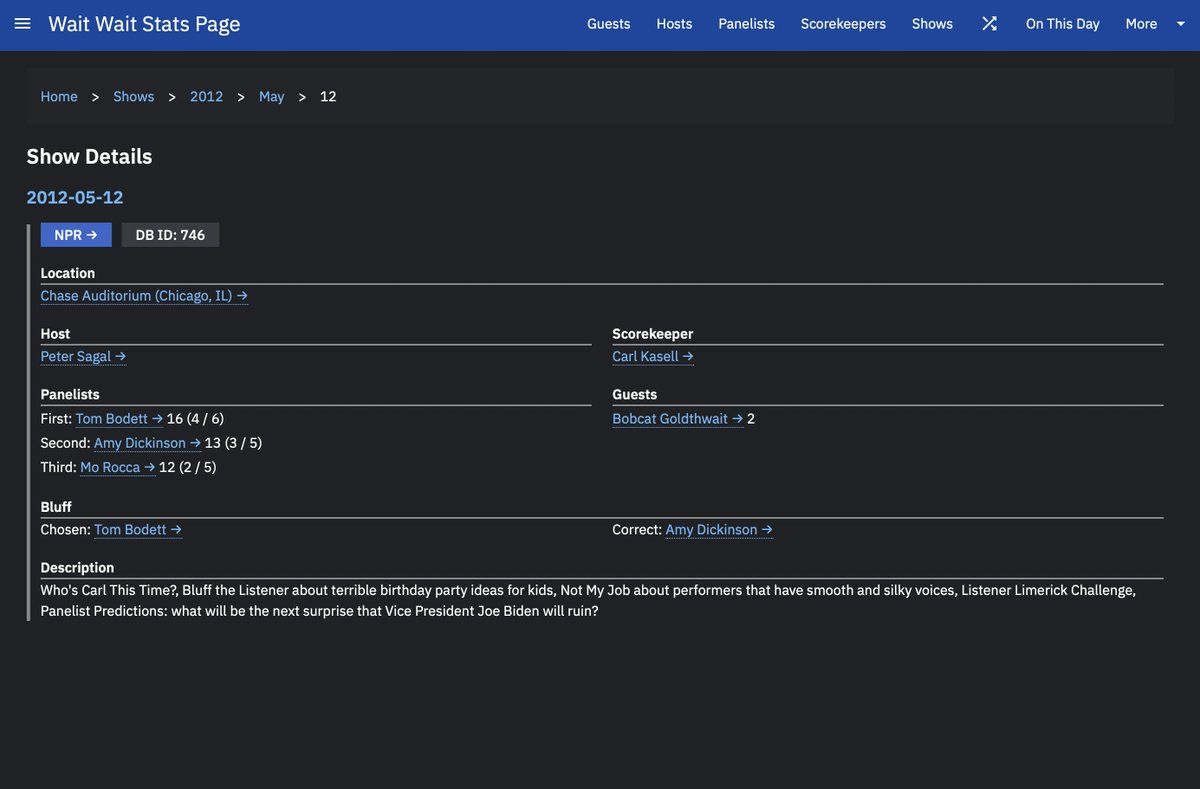 Wait Wait Stats Page Guests Hosts Panelists Scorekeepers Shows On This Day More
Home > Shows > 2012 > May > 12
Show Details
2012-05-12
NPR → DB ID: 746
Location
Chase Auditorium (Chicago, IL) →
Host Scorekeeper
Peter Sagal → Carl Kasell →
Panelists Guests
First: Tom Bodett → 16 (4 / 6) Bobcat Goldthwait → 2
Second: Amy Dickinson → 13 (3 / 5)
Third: Mo Rocca → 12 (2 / 5)
Bluff
Chosen: Tom Bodett → Correct: Amy Dickinson →
Description
Who's Carl This Time?, Bluff the Listener about terrible birthday party ideas for kids, Not My Job about performers that have smooth and silky voices, Listener Limerick Challenge,
Panelist Predictions: what will be the next surprise that Vice President Joe Biden will ruin?